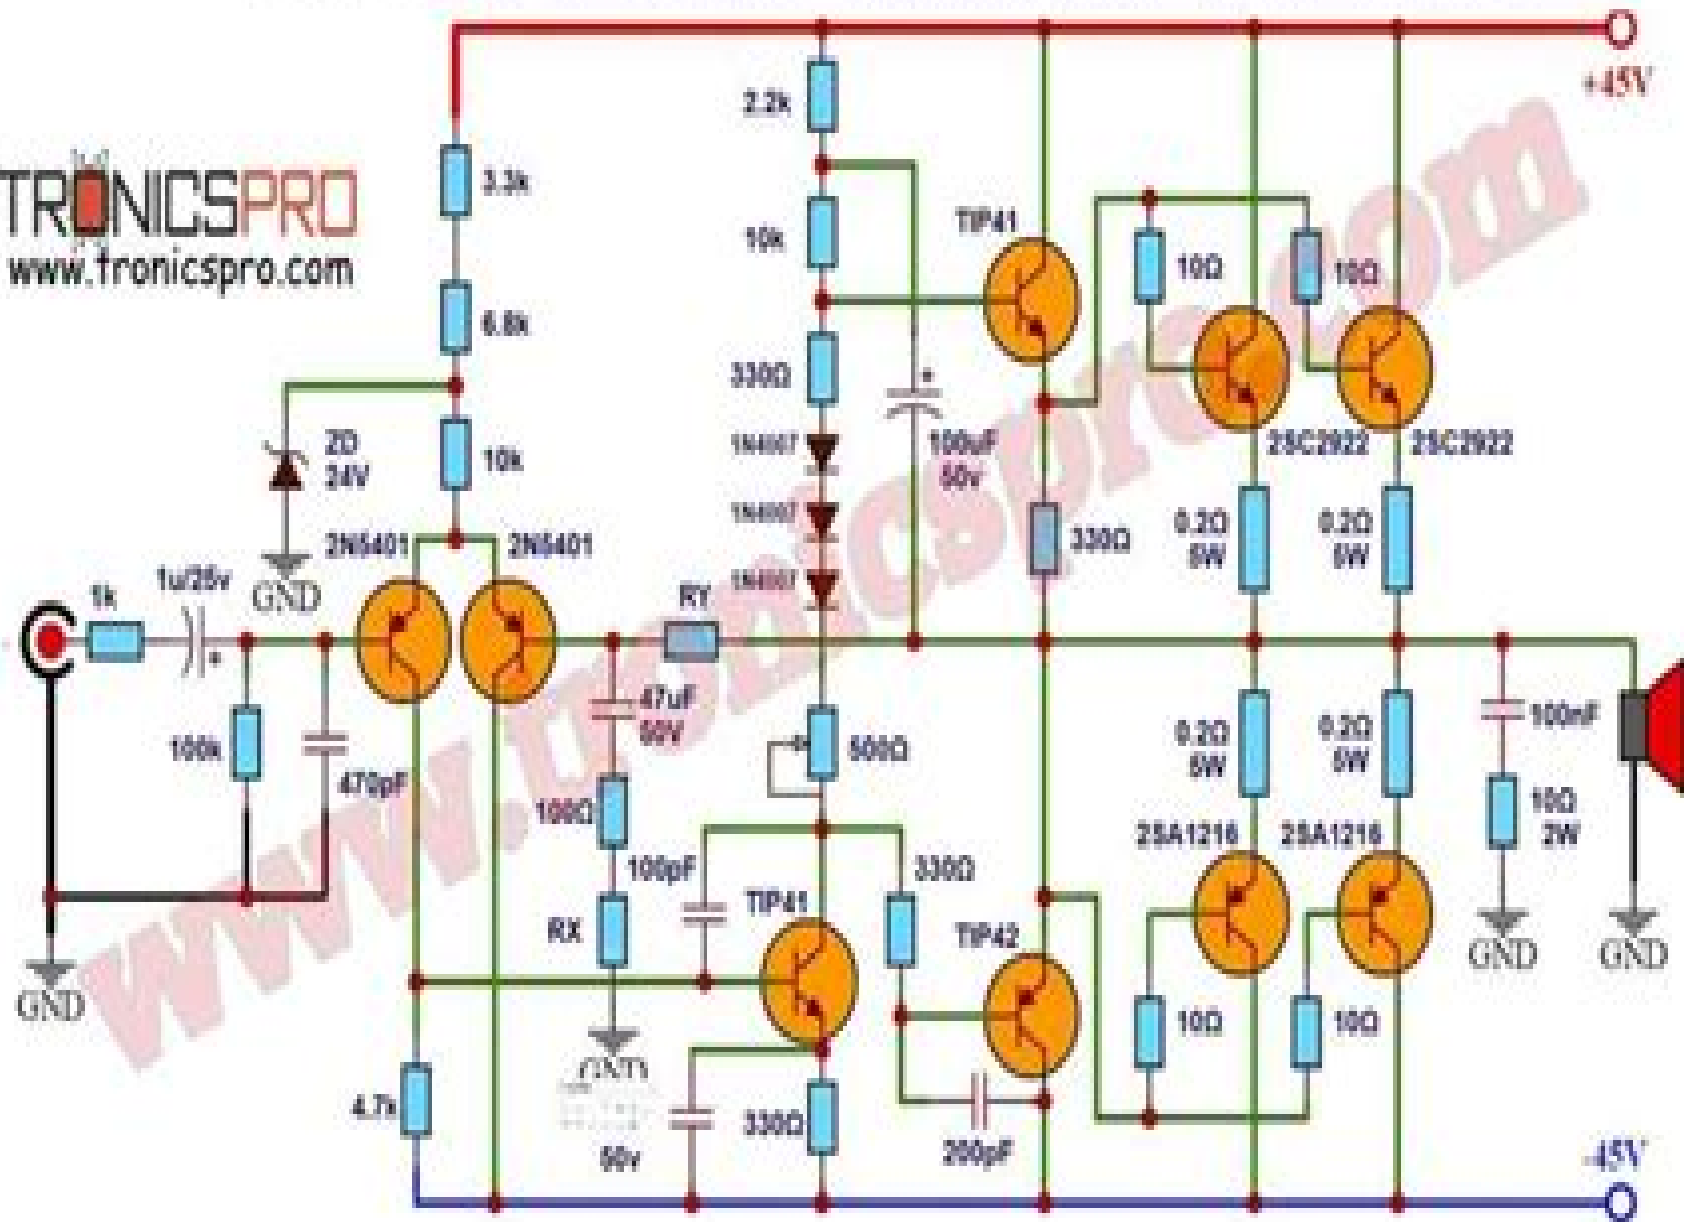 +45V
2.2k
TRONICSPRO
www.tronicspro.com
3.3k
10k
TIP41
10Ω
10Ω
6.8k
330Ω
ZD
24V
10k
1N4007
100uF
50v
2SC2922
2SC2922
1N4007
330Ω
0.2Ω
5W
0.2Ω
5W
2N5401
2N5401
1N4007
GND
1u/25v
RY
47uF
100k
470pF
500Ω
0.2Ω
5W
0.2Ω
5W
100nF
100Ω
10Ω
2W
2SA1216
2SA1216
100pF
330Ω
TIP41
RX
TIP42
GND
GND
GND
10Ω
10Ω
GND
4.7k
330Ω
50v
200pF
-45V
www.tronicspro.com